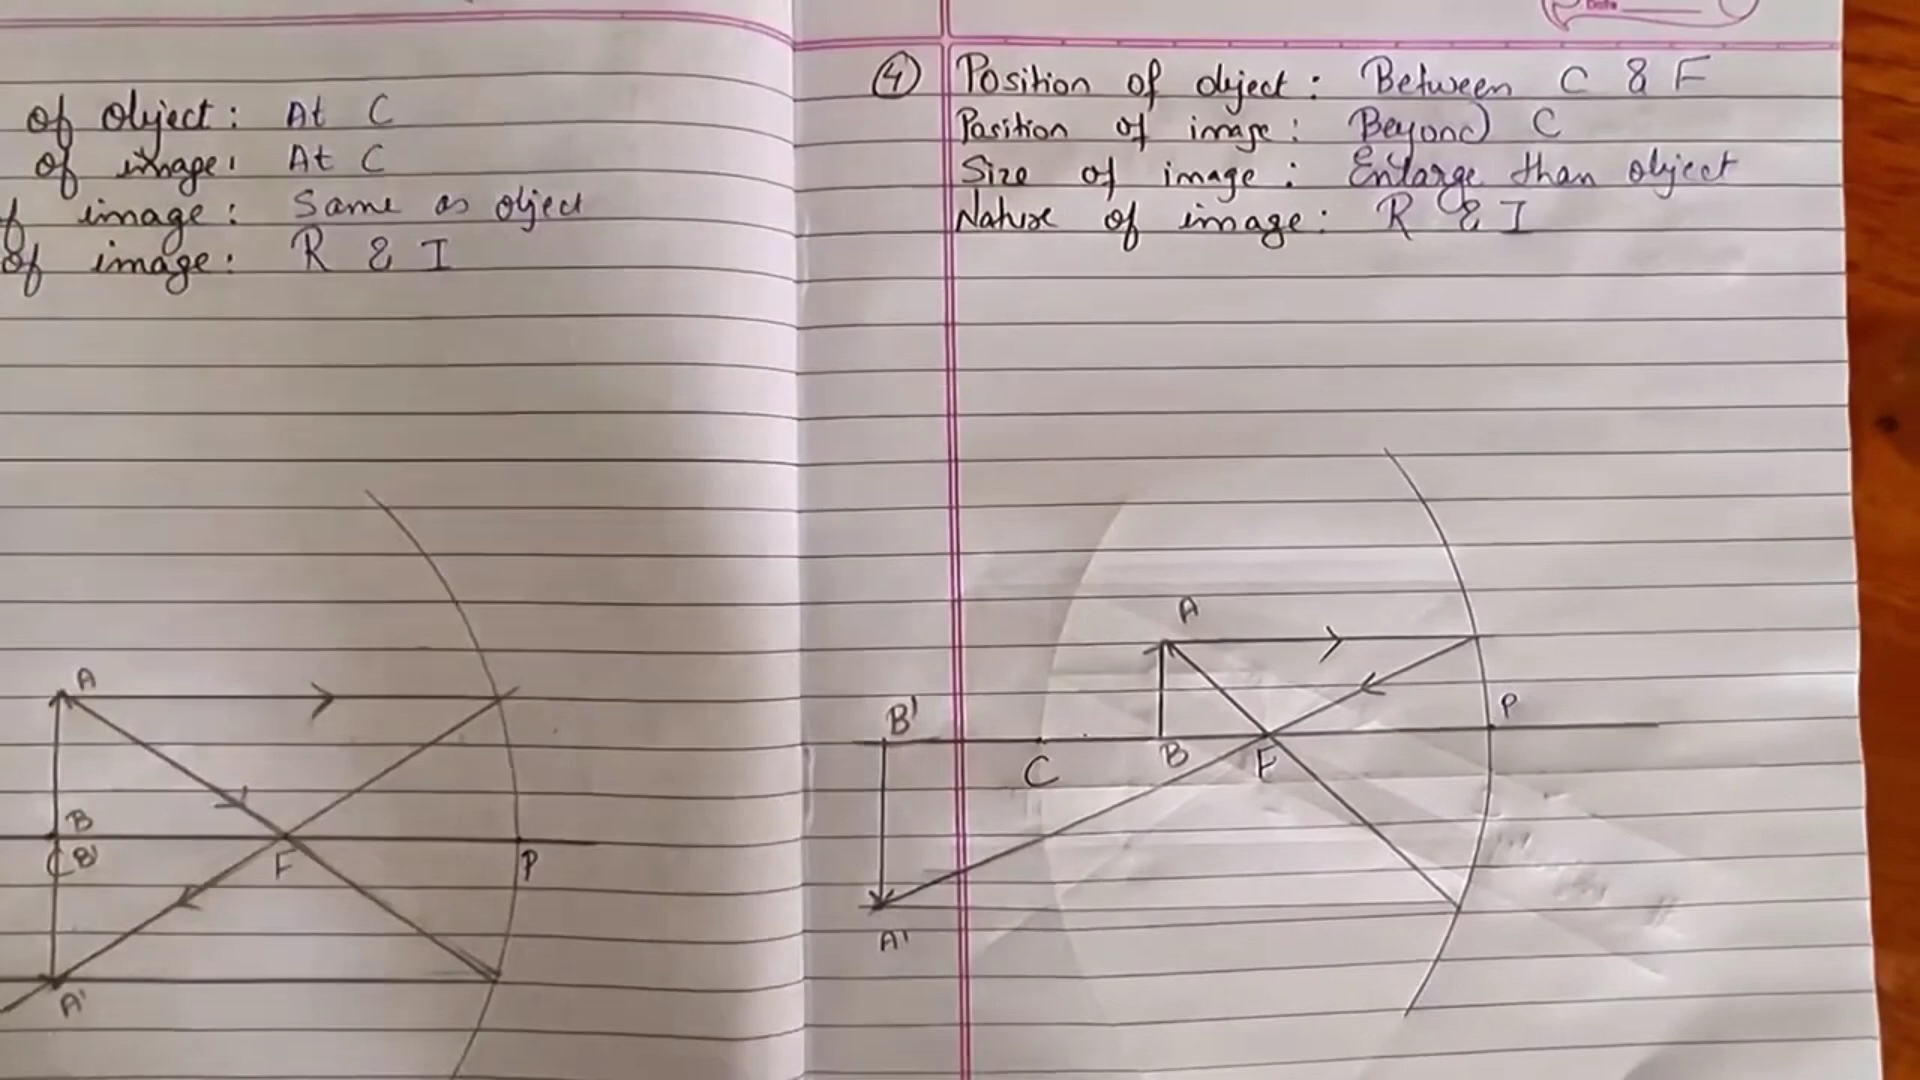 of object: At C
of image: At C
f image: Same as object
of image: R & I
A
B
C B'
F
P
A'
Date
④ Position of object: Between C & F
Position of image: Beyond C
Size of image: Enlarge than object
Nature of image: R & I
A
B'
P
C
B
F
A'